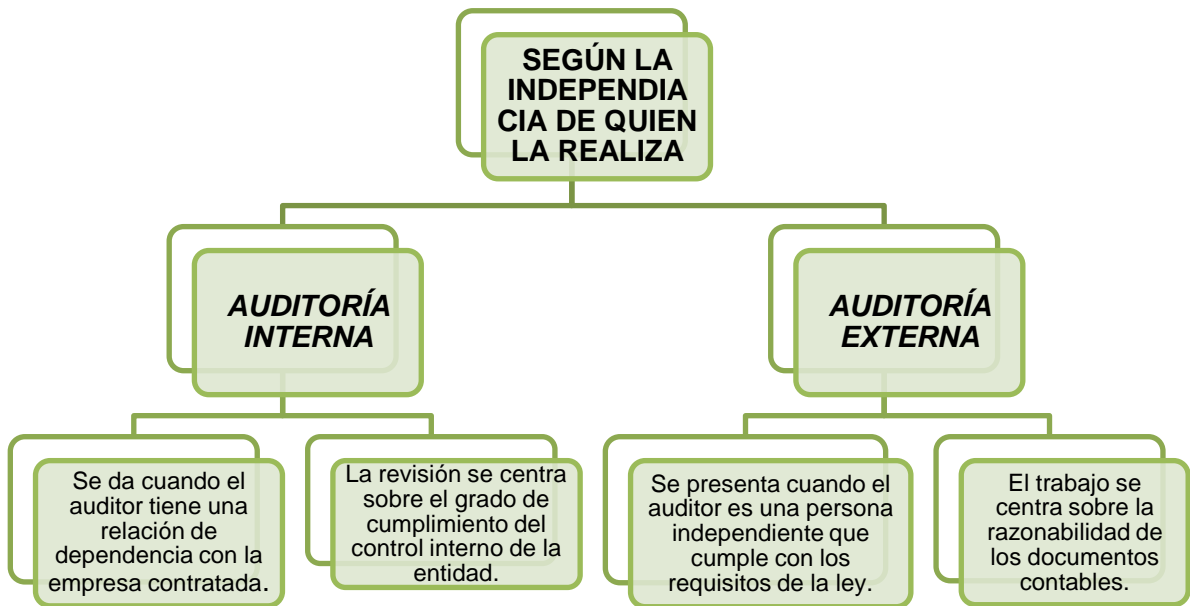 SEGÚN LA
INDEPENDIA
CIA DE QUIEN
LA REALIZA
AUDITORÍA
INTERNA
AUDITORÍA
EXTERNA
Se da cuando el
auditor tiene una
relación de
dependencia con la
empresa contratada.
La revisión se centra
sobre el grado de
cumplimiento del
control interno de la
entidad.
Se presenta cuando el
auditor es una persona
independiente que
cumple con los
requisitos de la ley.
El trabajo se
centra sobre la
razonabilidad de
los documentos
contables.